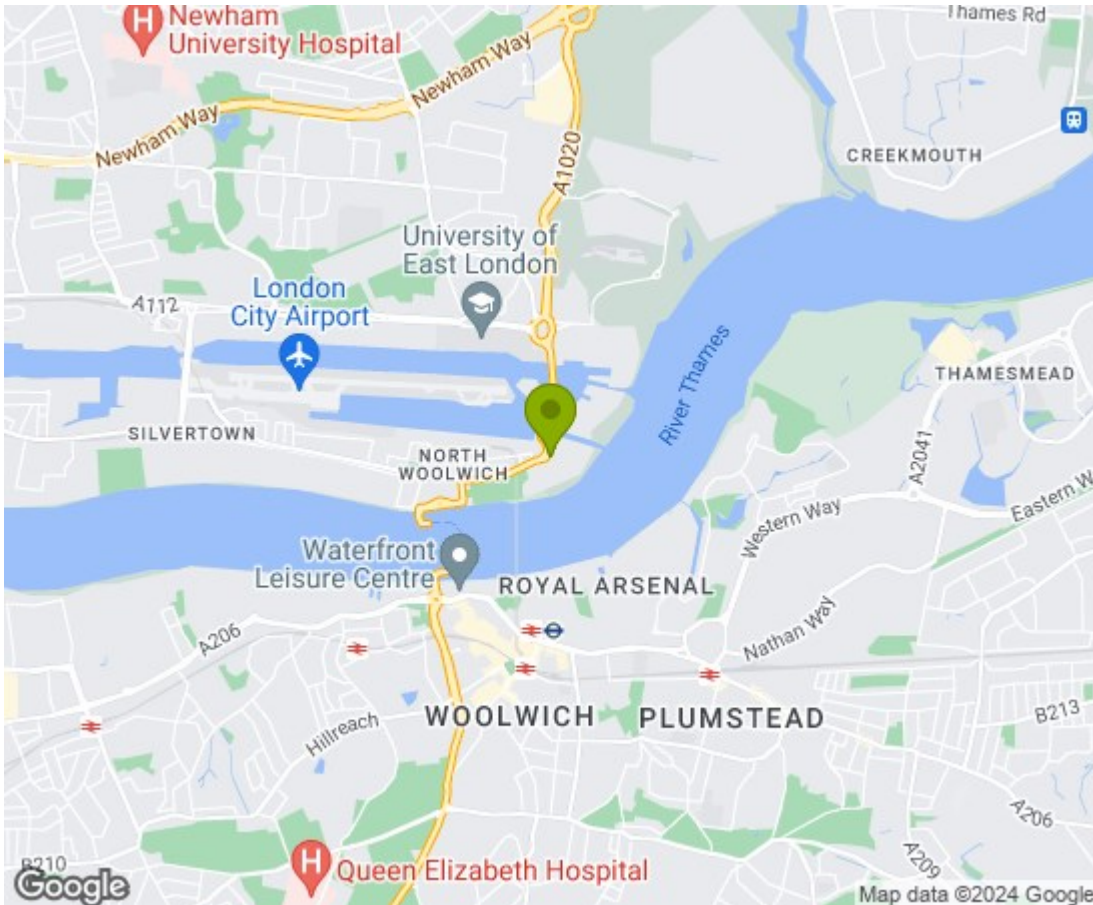 Newham
University Hospital
Thames Rd
Newham Way
Newham Way
A1020
CREEKMOUTH
University of
East London
A112
London
City Airport
River Thames
THAMESMEAD
SILVERTOWN
NORTH
WOOLWICH
A2041
Eastern W
Western Way
Waterfront
Leisure Centre
ROYAL ARSENAL
A206
Nathan Way
WOOLWICH
PLUMSTEAD
B213
Hillreach
A206
A209
B210
Queen Elizabeth Hospital
Google
Map data ©2024 Google